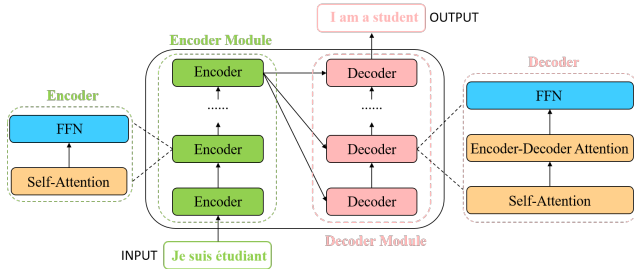 I am a student OUTPUT
Encoder Module
Encoder
Decoder
Encoder
Decoder
......
......
FFN
FFN
Encoder
Decoder
Encoder-Decoder Attention
Self-Attention
Encoder
Decoder
Self-Attention
Decoder Module
INPUT Je suis étudiant